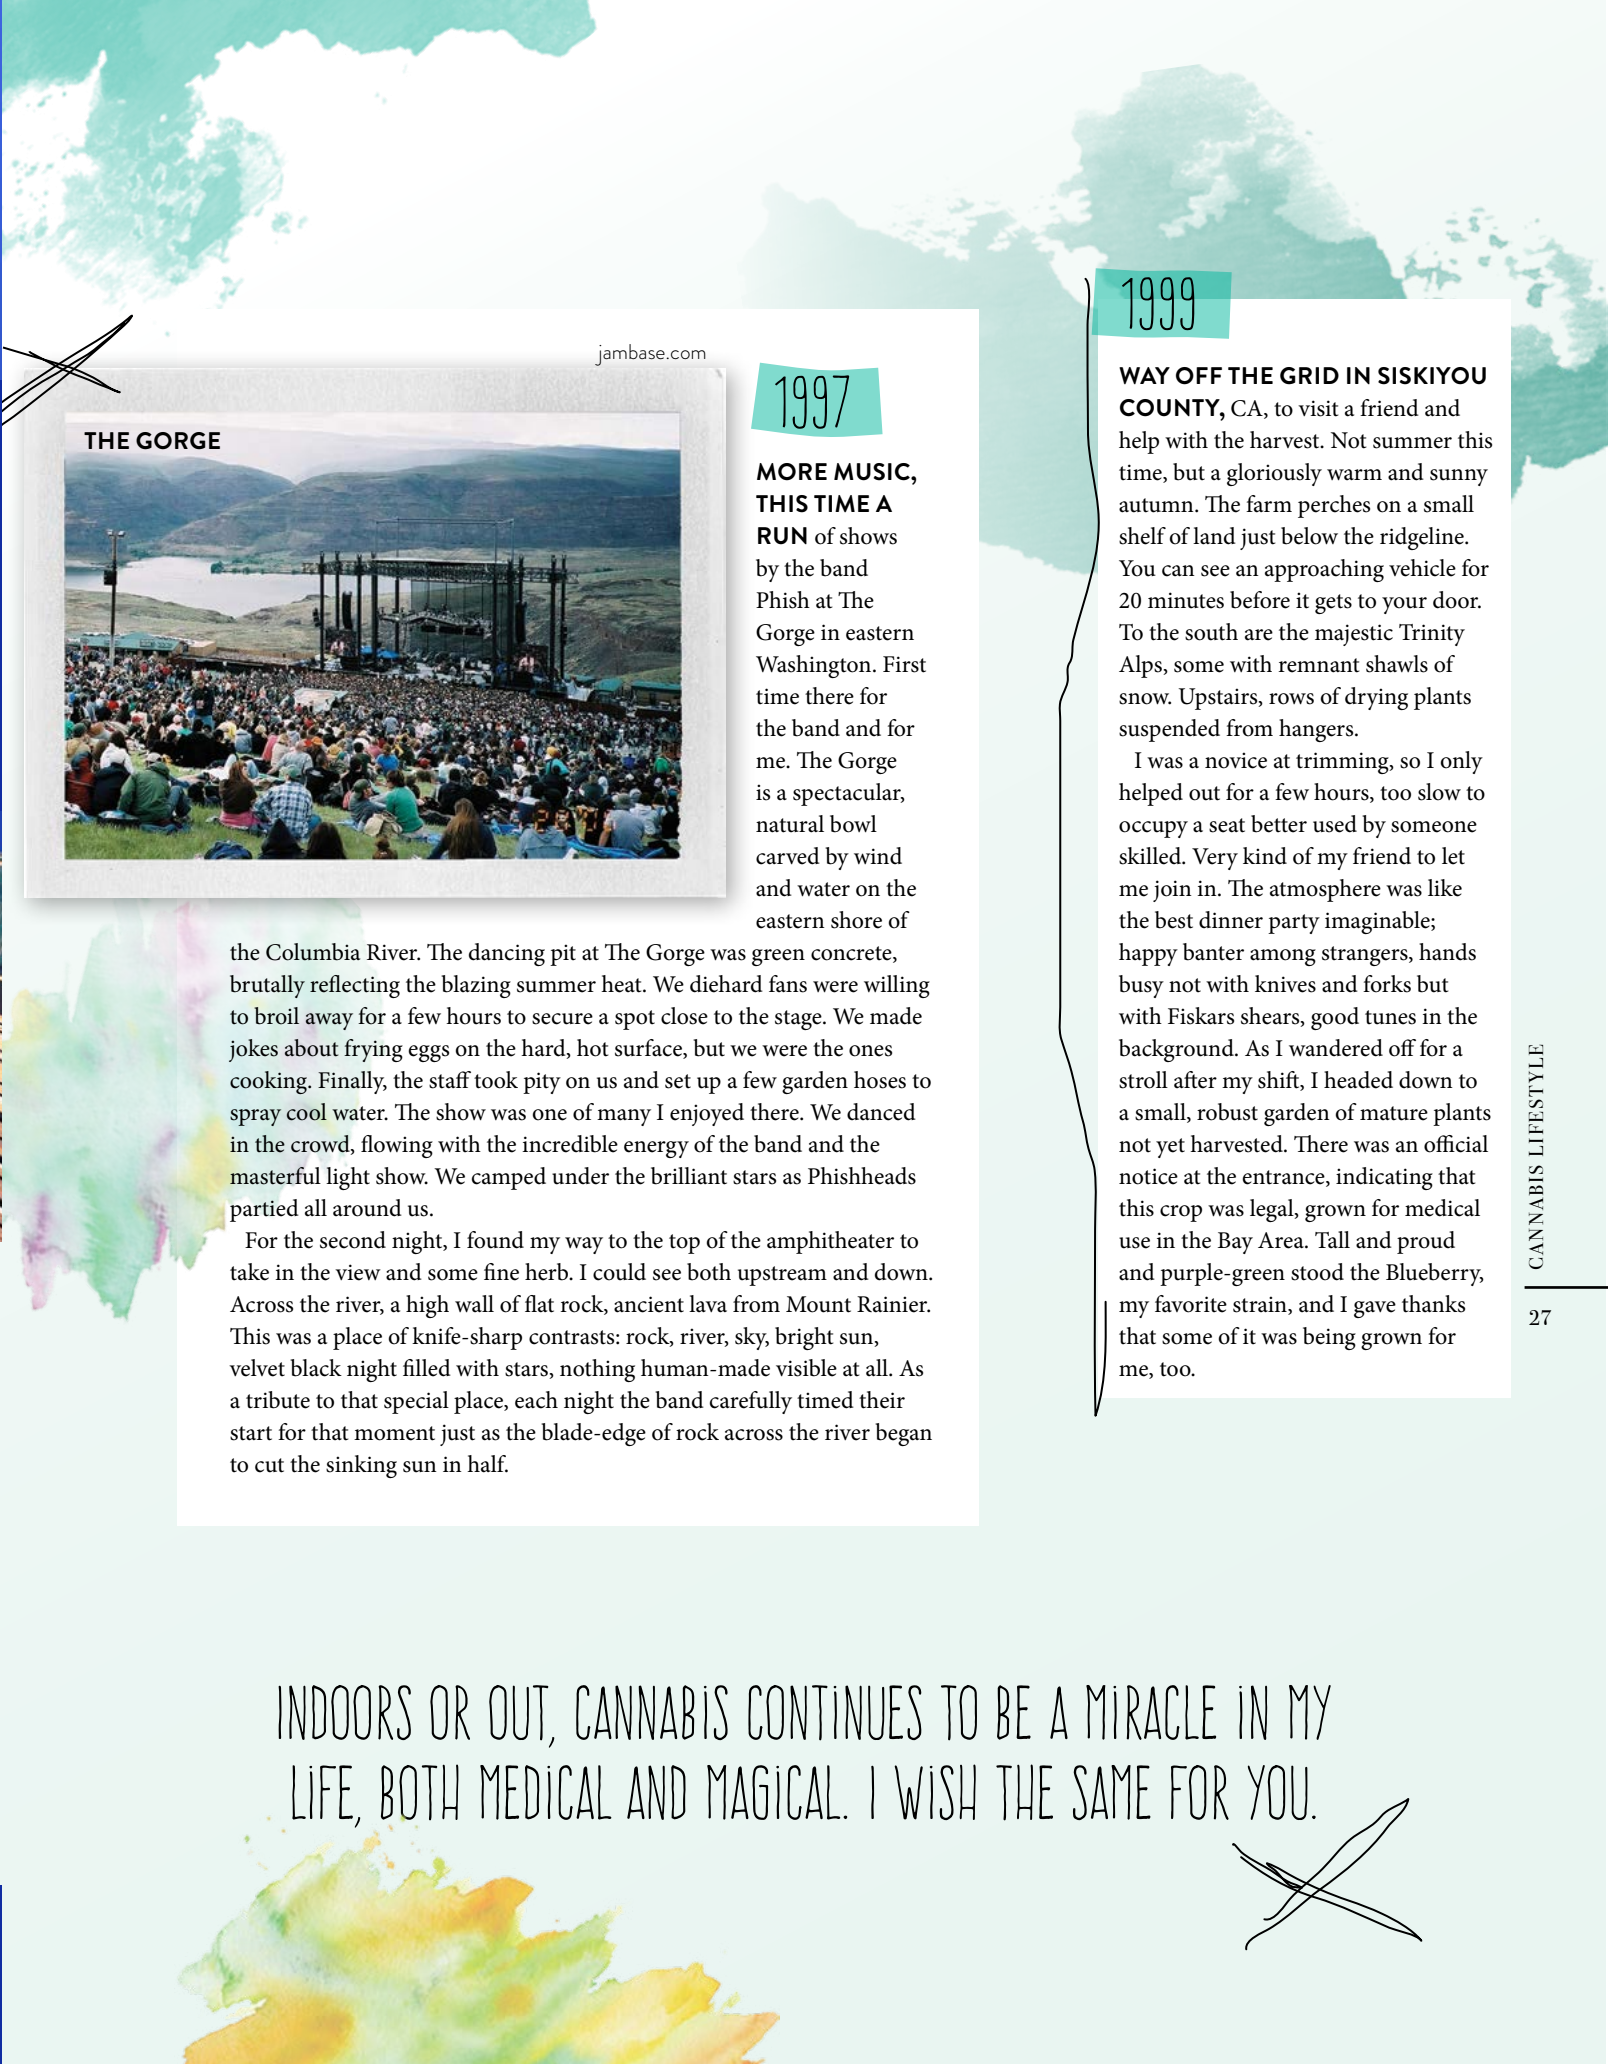 jambase.com
THE GORGE
1997
MORE MUSIC,
THIS TIME A
RUN of shows
by the band
Phish at The
Gorge in eastern
Washington. First
time there for
the band and for
me. The Gorge
is a spectacular,
natural bowl
carved by wind
and water on the
eastern shore of
the Columbia River. The dancing pit at The Gorge was green concrete,
brutally reflecting the blazing summer heat. We diehard fans were willing
to broil away for a few hours to secure a spot close to the stage. We made
jokes about frying eggs on the hard, hot surface, but we were the ones
cooking. Finally, the staff took pity on us and set up a few garden hoses to
spray cool water. The show was one of many I enjoyed there. We danced
in the crowd, flowing with the incredible energy of the band and the
masterful light show. We camped under the brilliant stars as Phishheads
partied all around us.
For the second night, I found my way to the top of the amphitheater to
take in the view and some fine herb. I could see both upstream and down.
Across the river, a high wall of flat rock, ancient lava from Mount Rainier.
This was a place of knife-sharp contrasts: rock, river, sky, bright sun,
velvet black night filled with stars, nothing human-made visible at all. As
a tribute to that special place, each night the band carefully timed their
start for that moment just as the blade-edge of rock across the river began
to cut the sinking sun in half.
1999
WAY OFF THE GRID IN SISKIYOU
COUNTY, CA, to visit a friend and
help with the harvest. Not summer this
time, but a gloriously warm and sunny
autumn. The farm perches on a small
shelf of land just below the ridgeline.
You can see an approaching vehicle for
20 minutes before it gets to your door.
To the south are the majestic Trinity
Alps, some with remnant shawls of
snow. Upstairs, rows of drying plants
suspended from hangers.
I was a novice at trimming, so I only
helped out for a few hours, too slow to
occupy a seat better used by someone
skilled. Very kind of my friend to let
me join in. The atmosphere was like
the best dinner party imaginable;
happy banter among strangers, hands
busy not with knives and forks but
with Fiskars shears, good tunes in the
background. As I wandered off for a
stroll after my shift, I headed down to
a small, robust garden of mature plants
not yet harvested. There was an official
notice at the entrance, indicating that
this crop was legal, grown for medical
use in the Bay Area. Tall and proud
and purple-green stood the Blueberry,
my favorite strain, and I gave thanks
that some of it was being grown for
me, too.
CANNABIS LIFESTYLE
27
INDOORS OR OUT, CANNABIS CONTINUES TO BE A MIRACLE IN MY
LIFE, BOTH MEDICAL AND MAGICAL. I WISH THE SAME FOR YOU.